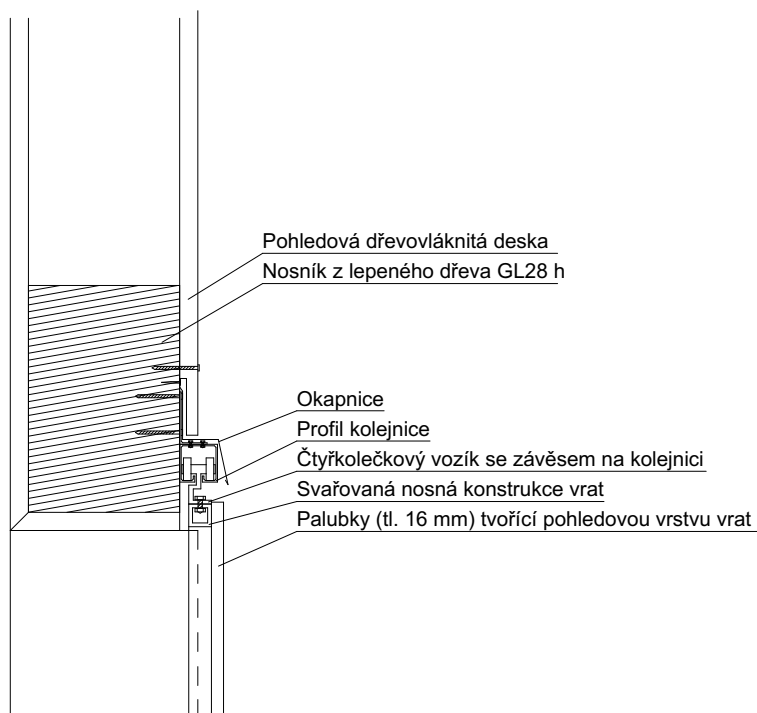 Pohledová dřevovláknitá deska
Nosník z lepeného dřeva GL28 h
Okapnice
Profil kolejnice
Čtyřkolečkový vozík se závěsem na kolejnici
Svařovaná nosná konstrukce vrat
Palubky (tl. 16 mm) tvořící pohledovou vrstvu vrat